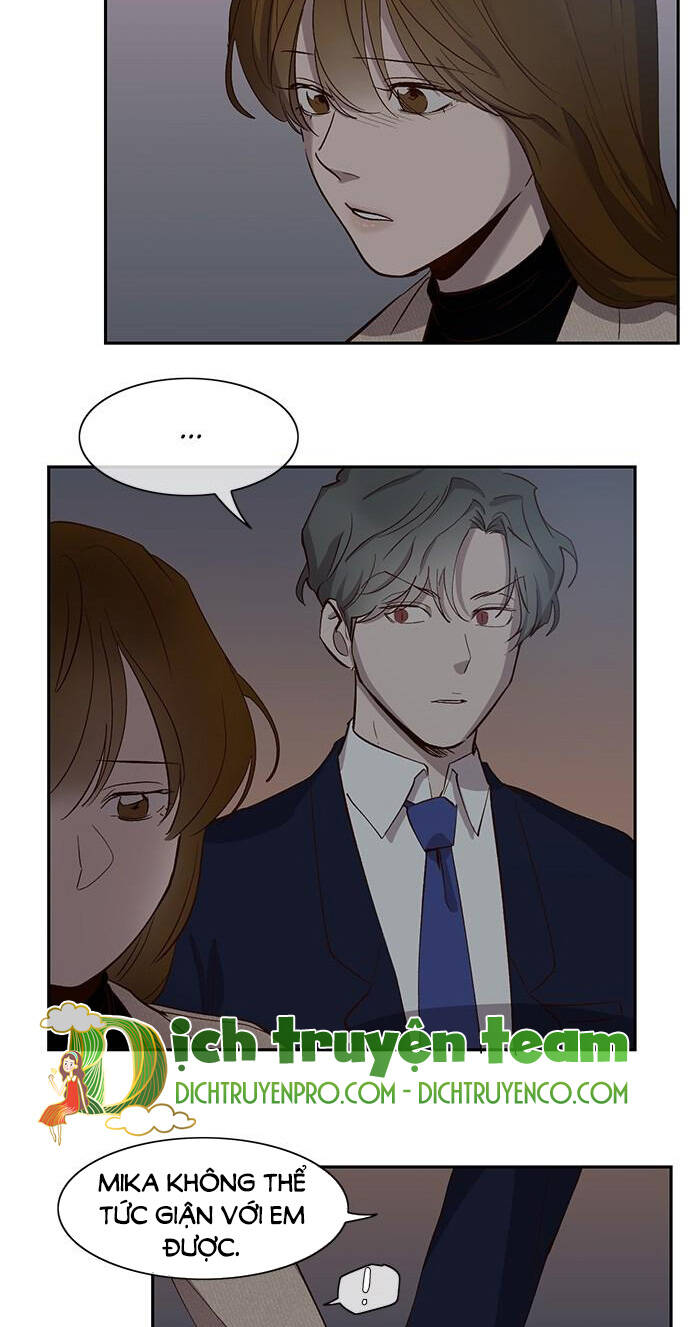 ...
Dịch truyện team
DICHTRUYENPRO.COM - DICHTRUYENCO.COM
MIKA KHÔNG THỂ
TỨC GIẬN VỚI EM
ĐƯỢC.
!